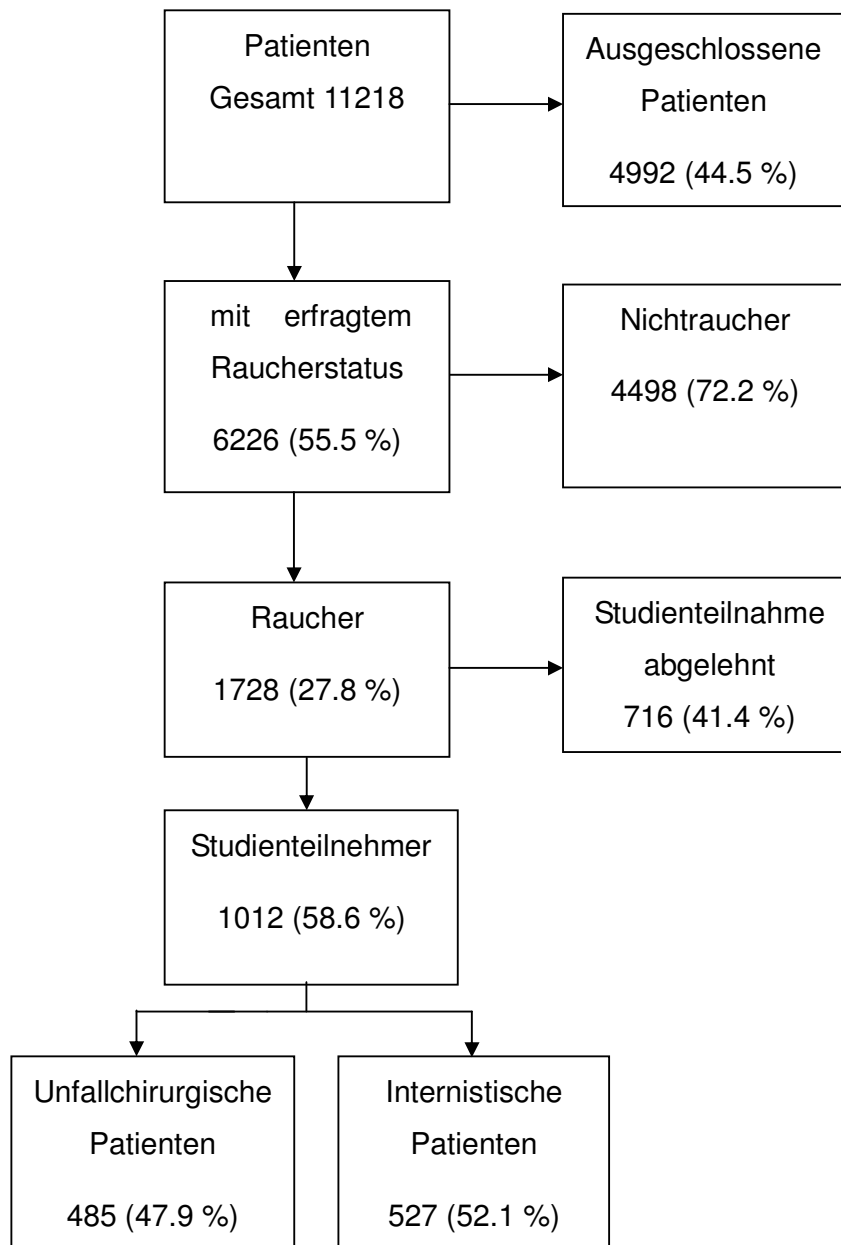 Patienten
Gesamt 11218
Ausgeschlossene
Patienten
4992 (44.5 %)
mit erfragtem
Raucherstatus
6226 (55.5 %)
Nichtraucher
4498 (72.2 %)
Raucher
1728 (27.8 %)
Studienteilnahme
abgelehnt
716 (41.4 %)
Studienteilnehmer
1012 (58.6 %)
Unfallchirurgische
Patienten
485 (47.9 %)
Internistische
Patienten
527 (52.1 %)